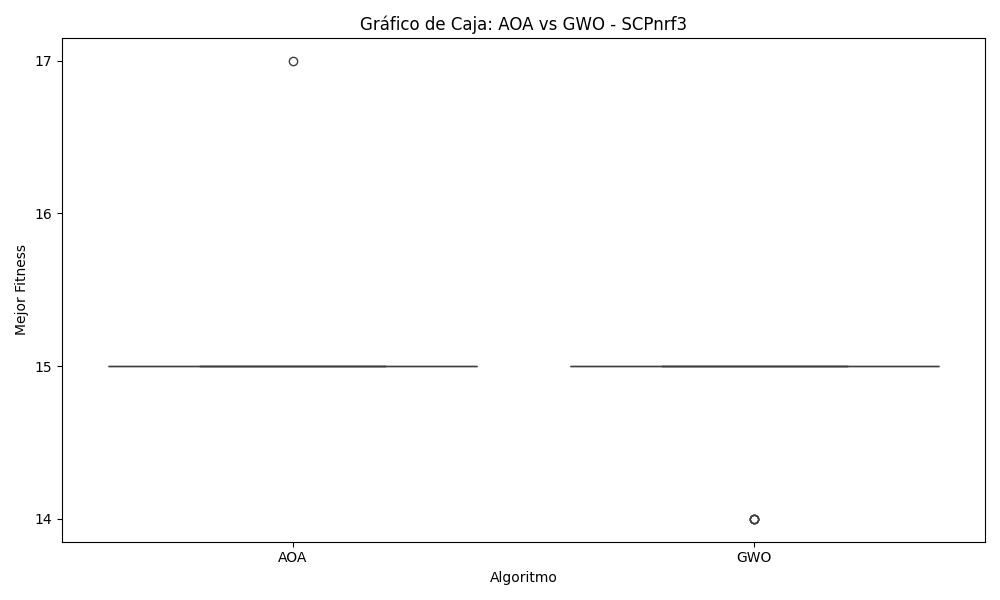 Gráfico de Caja: AOA vs GWO - SCPnrf3
17
16
15
14
Mejor Fitness
AOA
GWO
Algoritmo